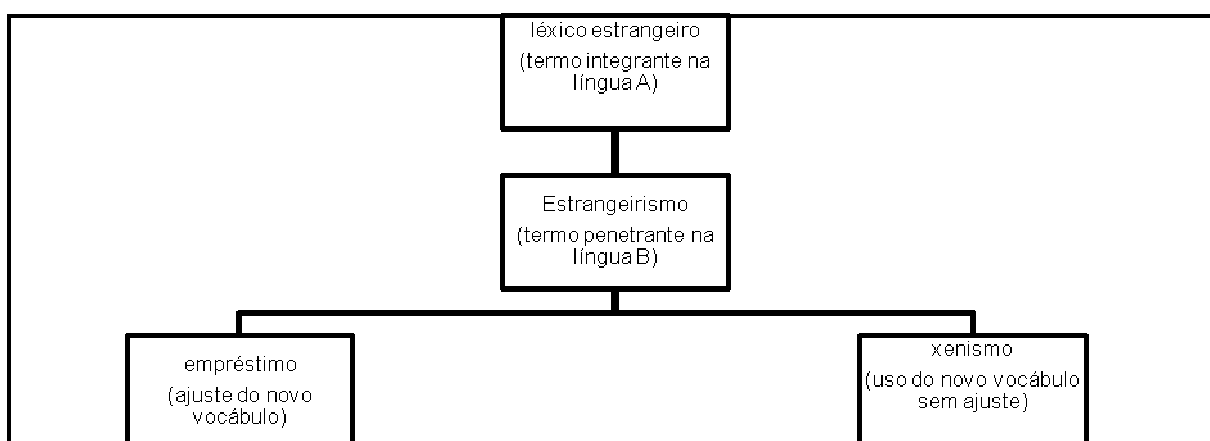 léxico estrangeiro
(termo integrante na
língua A)
Estrangeirismo
(termo penetrante na
língua B)
empréstimo
(ajuste do novo
vocábulo)
xenismo
(uso do novo vocábulo
sem ajuste)